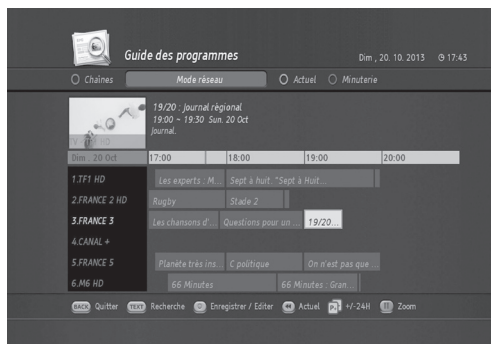 Guide des programmes
Dim , 20. 10. 2013 17:43
Chaînes Mode réseau Actuel Minuterie
19/20 : Journal régional
19:00 ~ 19:30 Sun. 20 Oct
Journal.
Dim . 20 Oct 17:00 18:00 19:00 20:00
1.TF1 HD Les experts : M... Sept à huit. "Sept à Huit...
2.FRANCE 2 HD Rugby Stade 2
3.FRANCE 3 Les chansons d'... Questions pour un ... 19/20...
4.CANAL +
5.FRANCE 5 Planète très ins... C politique On n'est pas que ...
6.M6 HD 66 Minutes 66 Minutes : Gran...
BACK Quitter TEXT Recherche Enregistrer / Editer Actuel +/-24H Zoom